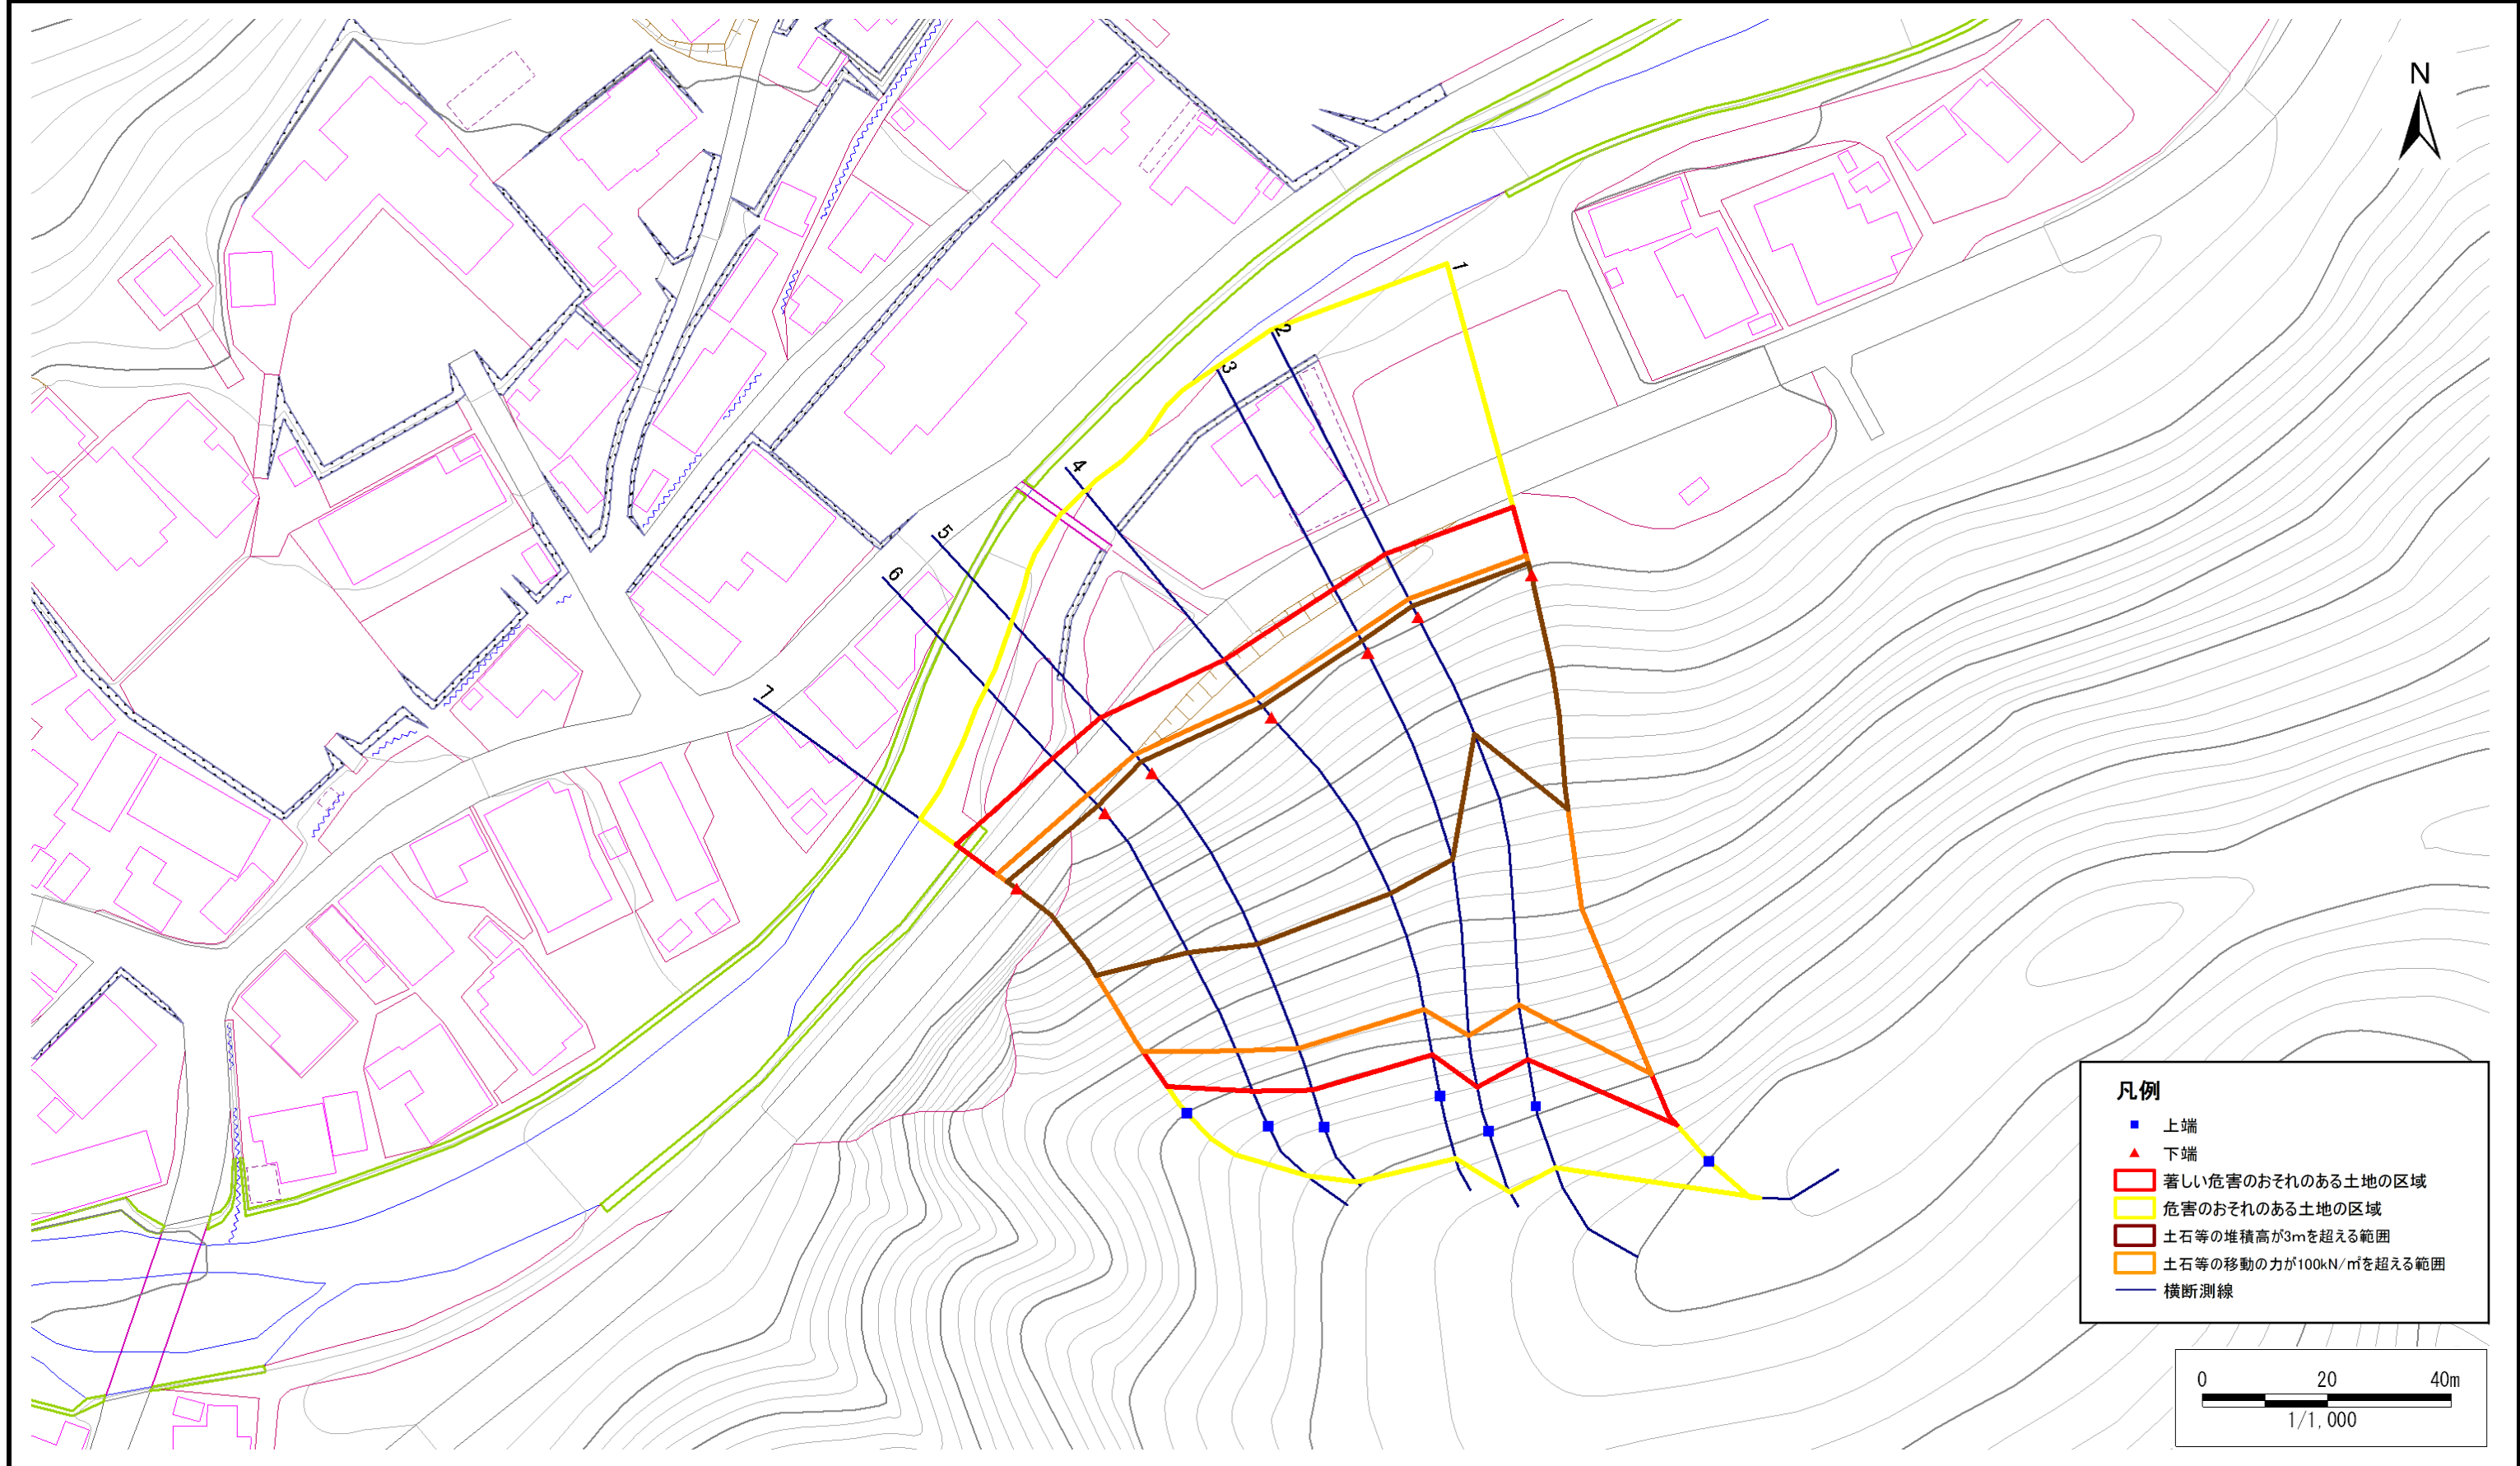 N
1
2
3
4
5
6
7
凡例
上端
下端
著しい危害のおそれのある土地の区域
危害のおそれのある土地の区域
土石等の堆積高が3mを超える範囲
土石等の移動の力が100kN/㎡を超える範囲
横断測線
0 20 40m
1/1,000